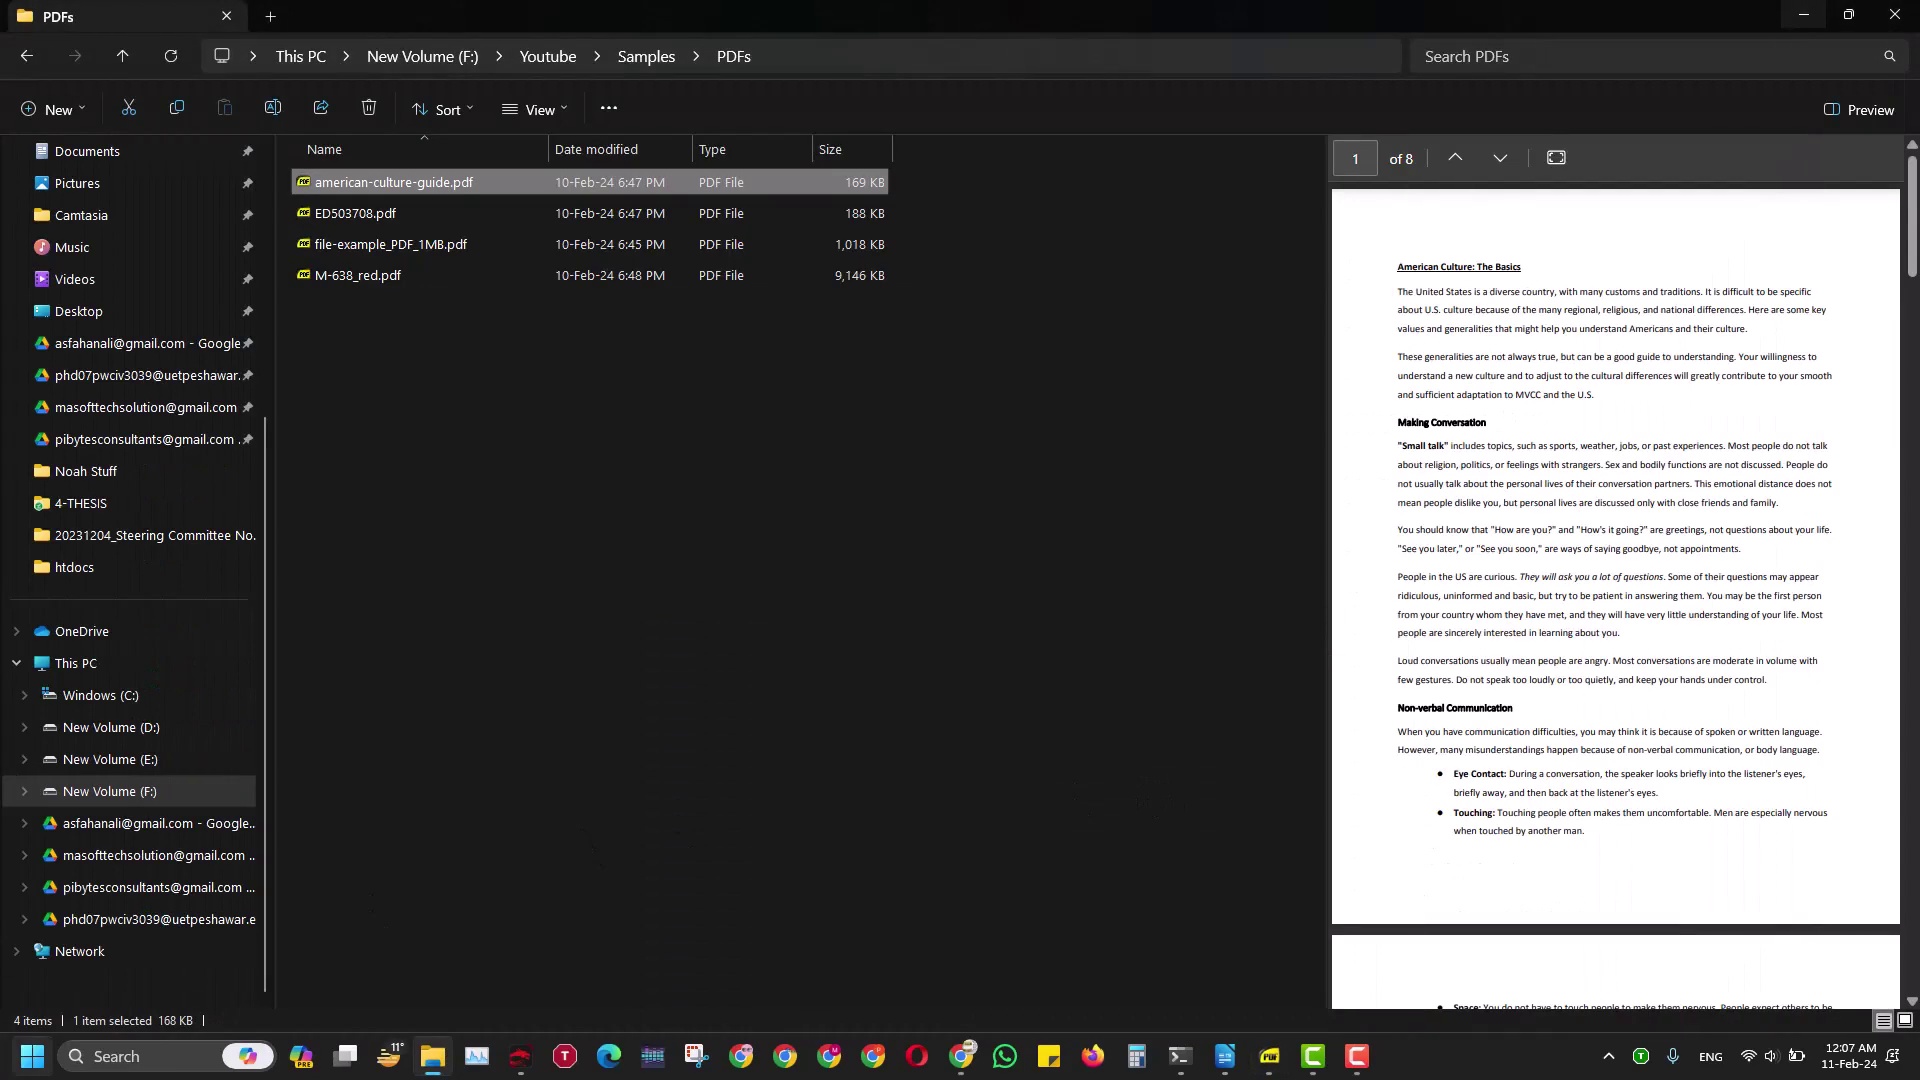 PDFs
This PC
New Volume (F:)
Youtube
Samples
PDFs
Search PDFs
New
Sort
View
Preview
Documents
Pictures
Camtasia
Music
Videos
Desktop
asfahanali@gmail.com - Google
phd07pwciv3039@uetpeshawar.
masofttechsolution@gmail.com
pibytesconsultants@gmail.com .
Noah Stuff
4-THESIS
20231204_Steering Committee No.
htdocs
OneDrive
This PC
Windows (C:)
New Volume (D:)
New Volume (E:)
New Volume (F:)
asfahanali@gmail.com - Google..
masofttechsolution@gmail.com ..
pibytesconsultants@gmail.com ...
phd07pwciv3039@uetpeshawar.e
Network
Name Date modified Type Size
american-culture-guide.pdf 10-Feb-24 6:47 PM PDF File 169 KB
ED503708.pdf 10-Feb-24 6:47 PM PDF File 188 KB
file-example_PDF_1MB.pdf 10-Feb-24 6:45 PM PDF File 1,018 KB
M-638_red.pdf 10-Feb-24 6:48 PM PDF File 9,146 KB
1 of 8
American Culture: The Basics
The United States is a diverse country, with many customs and traditions. It is difficult to be specific
about U.S. culture because of the many regional, religious, and national differences. Here are some key
values and generalities that might help you understand Americans and their culture.
These generalities are not always true, but can be a good guide to understanding. Your willingness to
understand a new culture and to adjust to the cultural differences will greatly contribute to your smooth
and sufficient adaptation to MVCC and the U.S.
Making Conversation
"Small talk" includes topics, such as sports, weather, jobs, or past experiences. Most people do not talk
about religion, politics, or feelings with strangers. Sex and bodily functions are not discussed. People do
not usually talk about the personal lives of their conversation partners. This emotional distance does not
mean people dislike you, but personal lives are discussed only with close friends and family.
You should know that "How are you?" and "How's it going?" are greetings, not questions about your life.
"See you later," or "See you soon," are ways of saying goodbye, not appointments.
People in the US are curious. They will ask you a lot of questions. Some of their questions may appear
ridiculous, uninformed and basic, but try to be patient in answering them. You may be the first person
from your country whom they have met, and they will have very little understanding of your life. Most
people are sincerely interested in learning about you.
Loud conversations usually mean people are angry. Most conversations are moderate in volume with
few gestures. Do not speak too loudly or too quietly, and keep your hands under control.
Non-verbal Communication
When you have communication difficulties, you may think it is because of spoken or written language.
However, many misunderstandings happen because of non-verbal communication, or body language.
● Eye Contact: During a conversation, the speaker looks briefly into the listener's eyes,
briefly away, and then back at the listener's eyes.
● Touching: Touching people often makes them uncomfortable. Men are especially nervous
when touched by another man.
● Space: You do not have to touch people to make them nervous. People expect others to be
4 items 1 item selected 168 KB
Search
PRE
11°
T
PDF
ENG
12:07 AM
11-Feb-24